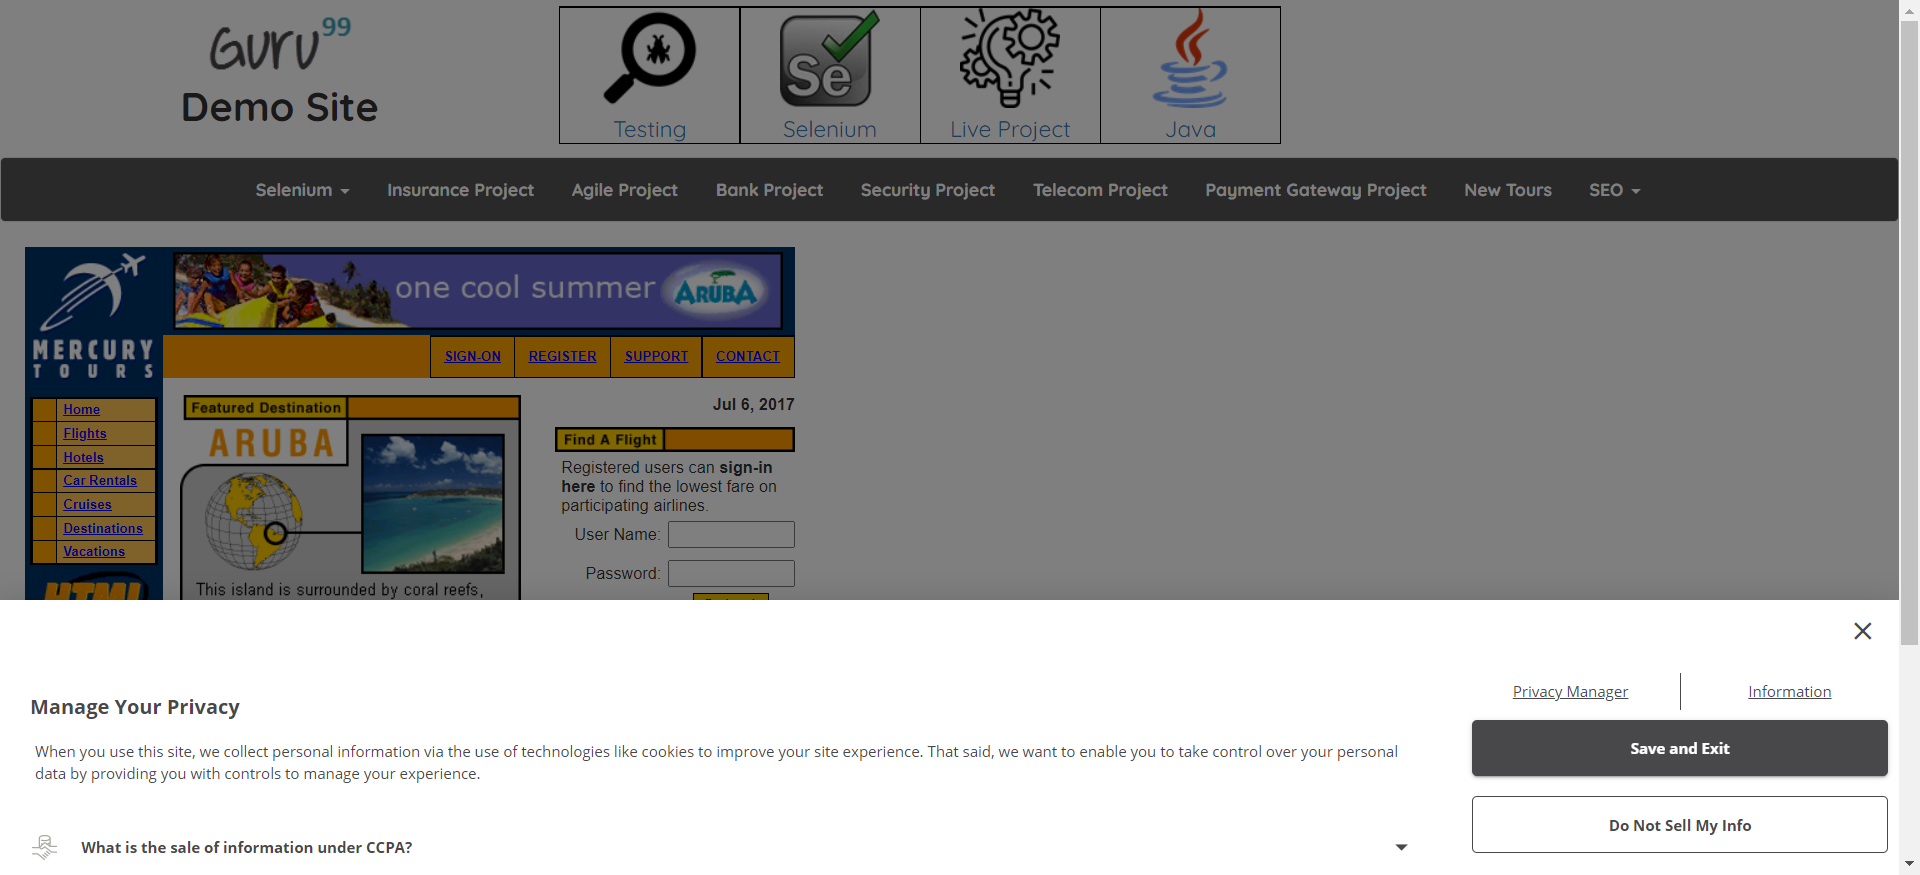 Guru99
Demo Site
Testing
Selenium
Live Project
Java
Selenium
Insurance Project
Agile Project
Bank Project
Security Project
Telecom Project
Payment Gateway Project
New Tours
SEO
MERCURY
TOURS
one cool summer
ARUBA
SIGN-ON
REGISTER
SUPPORT
CONTACT
Home
Flights
Hotels
Car Rentals
Cruises
Destinations
Vacations
HTML
Featured Destination
ARUBA
This island is surrounded by coral reefs,
Jul 6, 2017
Find A Flight
Registered users can sign-in
here to find the lowest fare on
participating airlines.
User Name:
Password:
Manage Your Privacy
When you use this site, we collect personal information via the use of technologies like cookies to improve your site experience. That said, we want to enable you to take control over your personal
data by providing you with controls to manage your experience.
What is the sale of information under CCPA?
Privacy Manager
Information
Save and Exit
Do Not Sell My Info